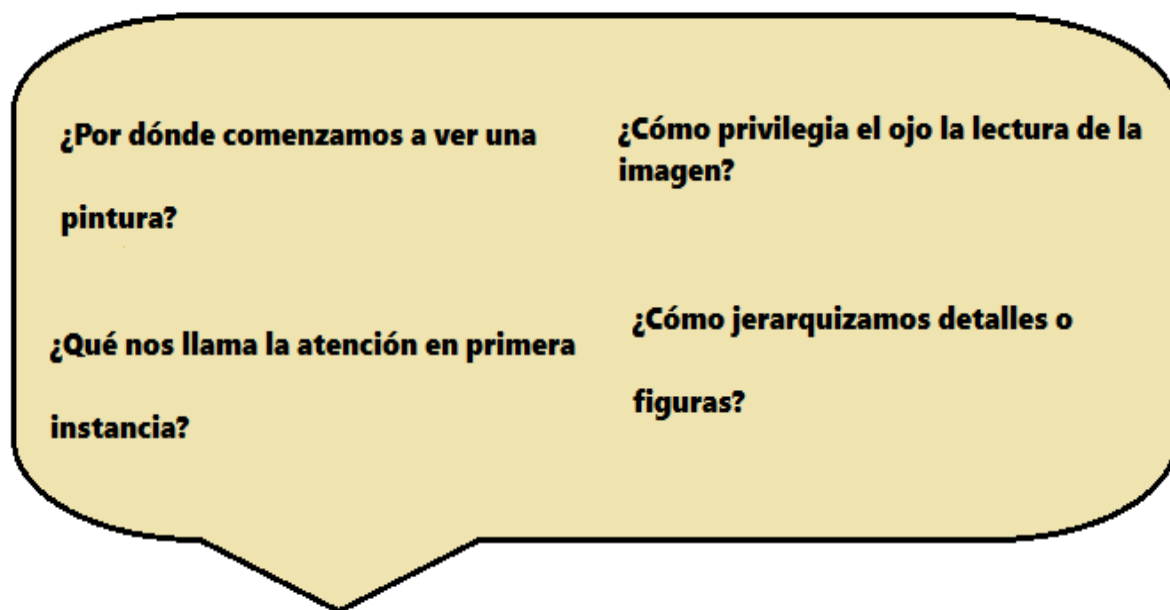 ¿Por dónde comenzamos a ver una
pintura?
¿Cómo privilegia el ojo la lectura de la
imagen?
¿Qué nos llama la atención en primera
instancia?
¿Cómo jerarquizamos detalles o
figuras?